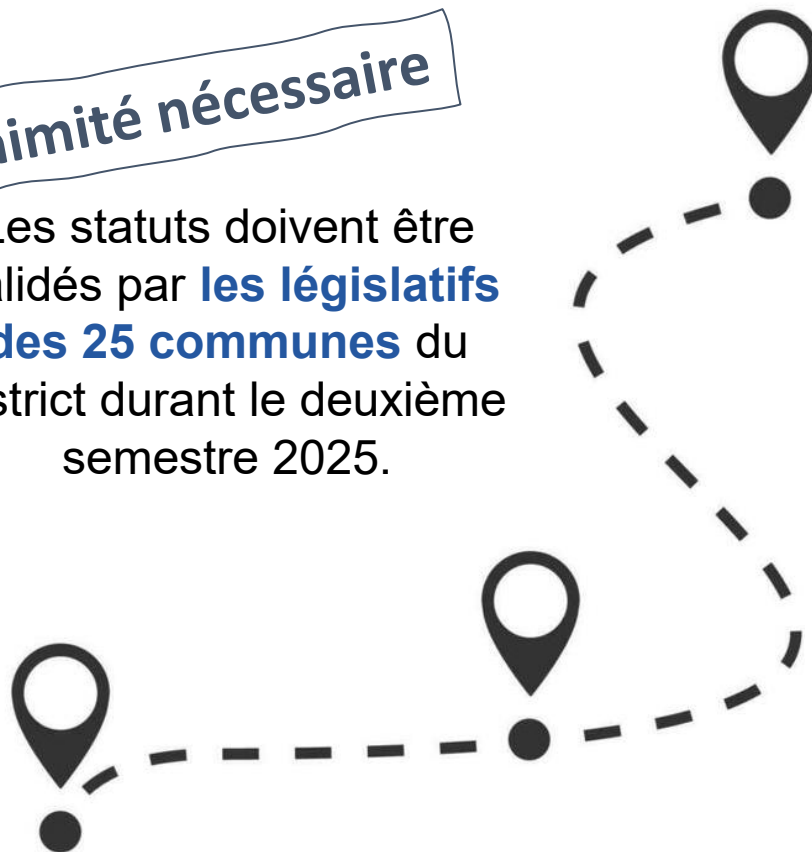 nimité nécessaire
Les statuts doivent être
alidés par les législatifs
des 25 communes du
strict durant le deuxième
semestre 2025.